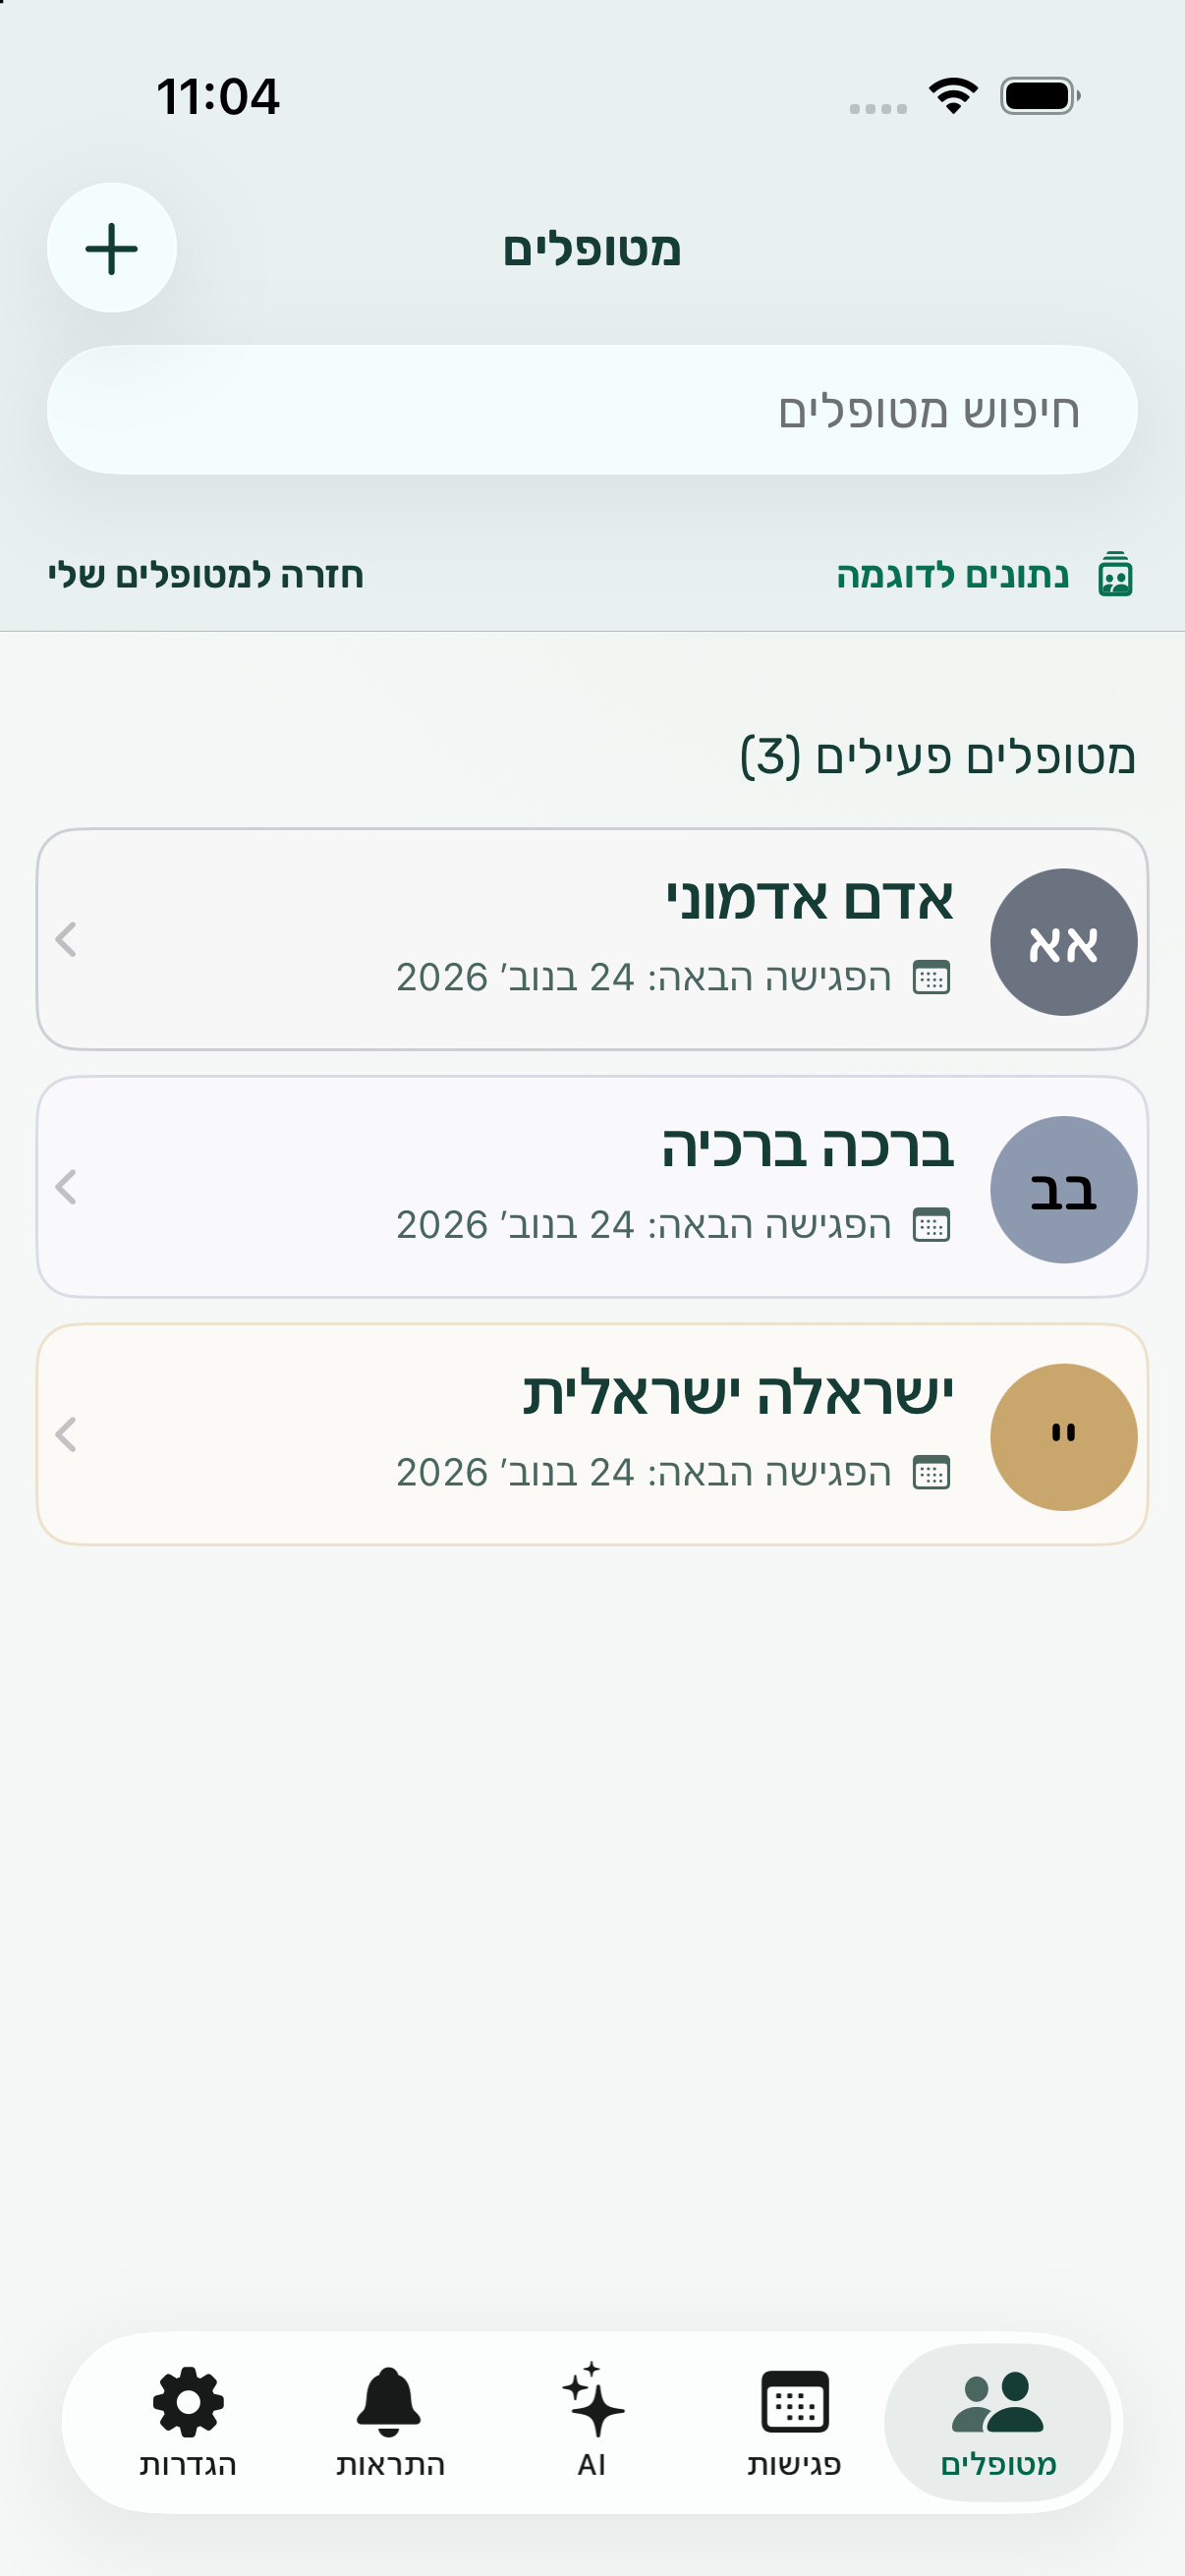 11:04
מטופלים
חיפוש מטופלים
נתונים לדוגמה
חזרה למטופלים שלי
מטופלים פעילים (3)
אא
אדם אדמוני
הפגישה הבאה: 24 בנוב׳ 2026
בב
ברכה ברכיה
הפגישה הבאה: 24 בנוב׳ 2026
יי
ישראלה ישראלית
הפגישה הבאה: 24 בנוב׳ 2026
מטופלים
פגישות
AI
התראות
הגדרות